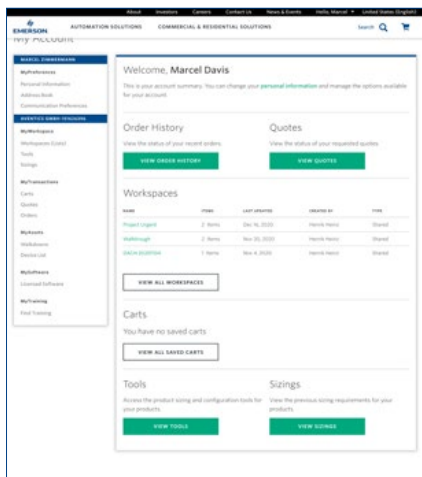 About Investors Careers Contact Us News & Events Hello, Marcel United States (English)
EMERSON AUTOMATION SOLUTIONS COMMERCIAL & RESIDENTIAL SOLUTIONS Search
My Account
MARCEL ZIMMERMANN
MyPreferences
Personal Information
Address Book
Communication Preferences
MyWorkspace
Workspaces (Lists)
Tools
Sizings
MyTransactions
Carts
Quotes
Orders
MyAssets
Walkdowns
Device List
MySoftware
Licensed Software
MyTraining
Find Training
Welcome, Marcel Davis
This is your account summary. You can change your personal information and manage the options available
for your account
Order History
View the status of your recent orders.
VIEW ORDER HISTORY
Quotes
View the status of your requested quotes.
VIEW QUOTES
Workspaces
NAME ITEMS LAST UPDATED CREATED BY TYPE
Project Urgent 2 Items Dec 16, 2020 Shared
Walkthrough 2 Items Nov 20, 2020 Shared
1 Items Nov 4, 2020 Shared
VIEW ALL WORKSPACES
Carts
You have no saved carts
VIEW ALL SAVED CARTS
Tools
Access the product sizing and configuration tools for
your products.
VIEW TOOLS
Sizings
View the previous sizing requirements for your
products.
VIEW SIZINGS